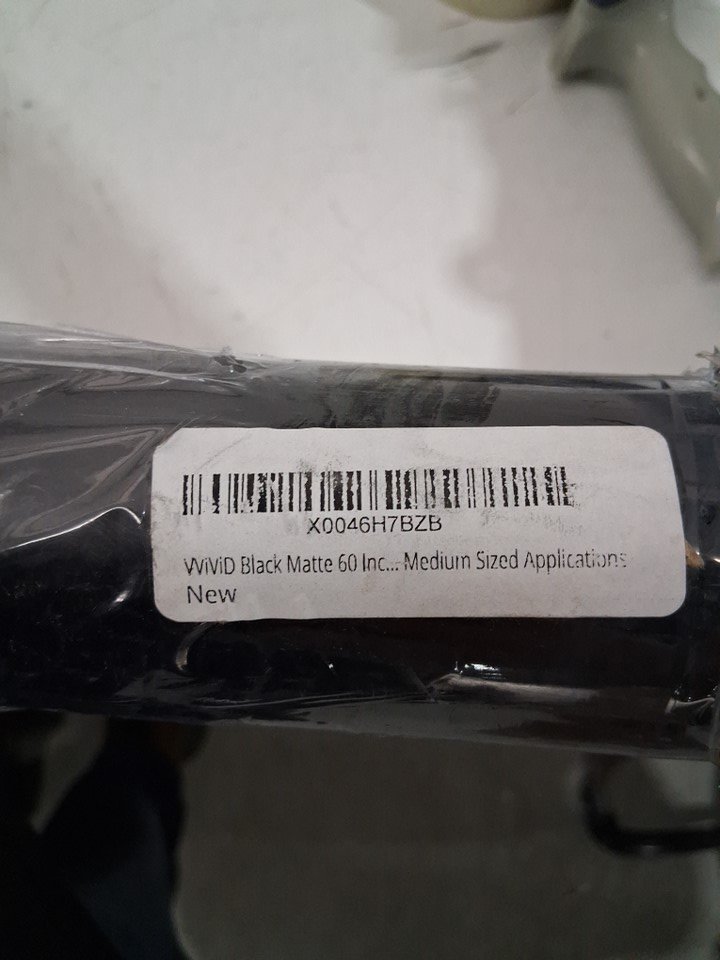 X0046H7BZB
VViViD Black Matte 60 Inc... Medium Sized Applications
New